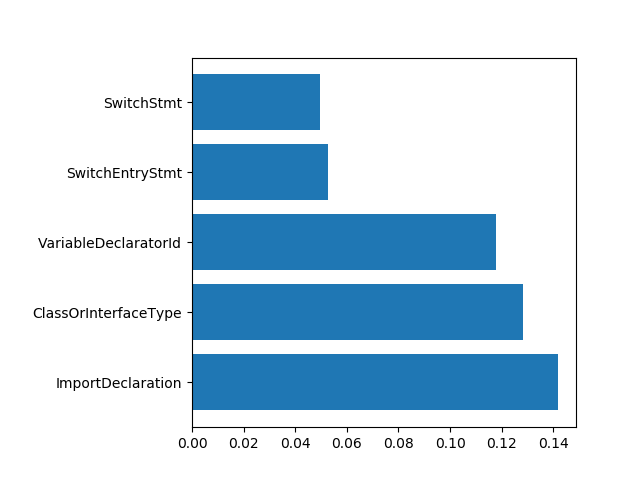 SwitchStmt
SwitchEntryStmt
VariableDeclaratorId
ClassOrInterfaceType
ImportDeclaration
0.00 0.02 0.04 0.06 0.08 0.10 0.12 0.14